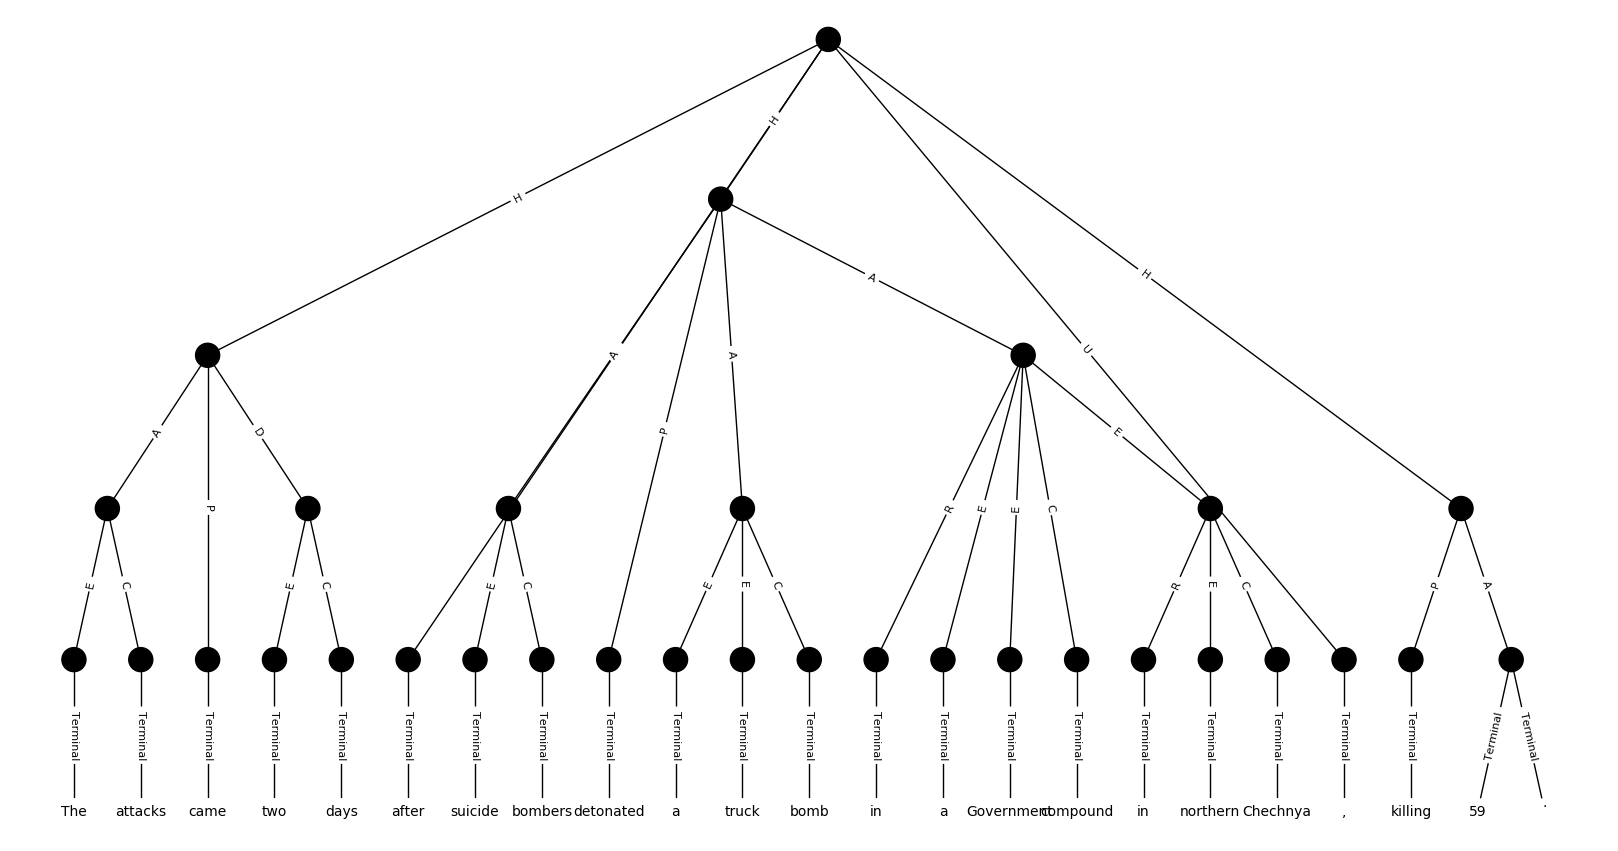 H
H
A
H
A
A
U
A
D
P
E
P
R
E
E
C
E
C
E
C
E
C
E
E
C
R
E
C
P
A
Terminal Terminal Terminal Terminal Terminal Terminal Terminal Terminal Terminal Terminal Terminal Terminal Terminal Terminal Terminal Terminal Terminal Terminal Terminal Terminal Terminal Terminal Terminal
The attacks came two days after suicide bombers detonated a truck bomb in a Government compound in northern Chechnya , killing 59 .